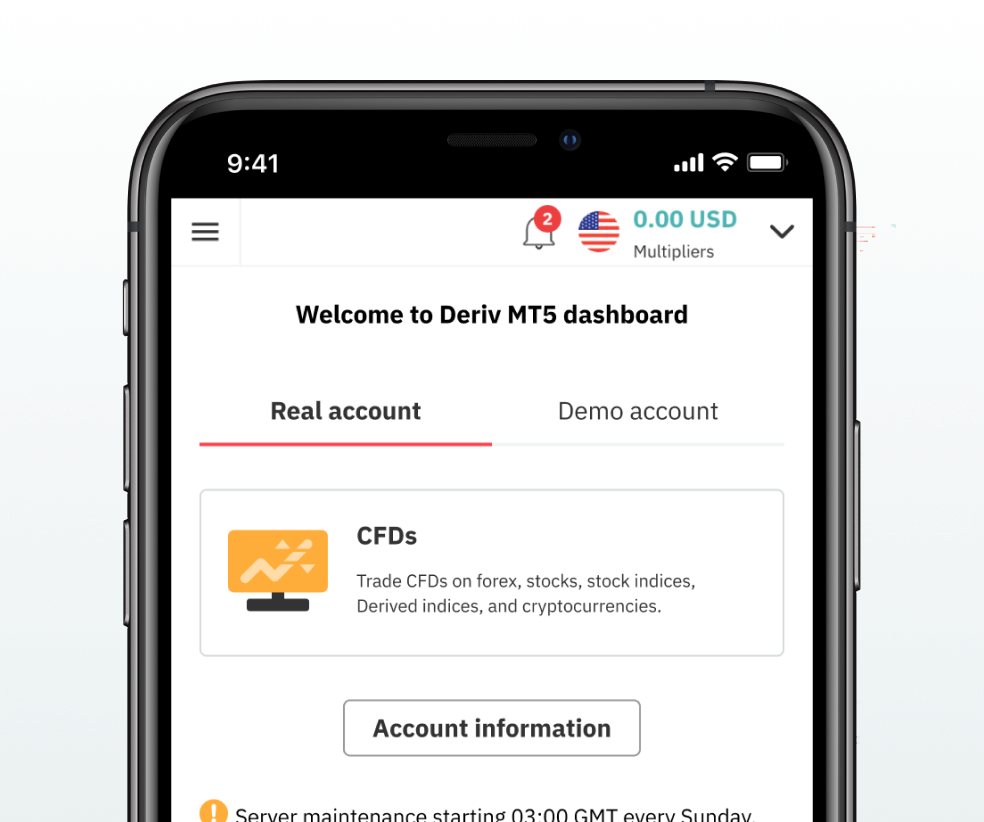 9:41
2
0.00 USD
Multipliers
Welcome to Deriv MT5 dashboard
Real account
Demo account
CFDs
Trade CFDs on forex, stocks, stock indices,
Derived indices, and cryptocurrencies.
Account information
! Server maintenance starting 03:00 GMT every Sunday.